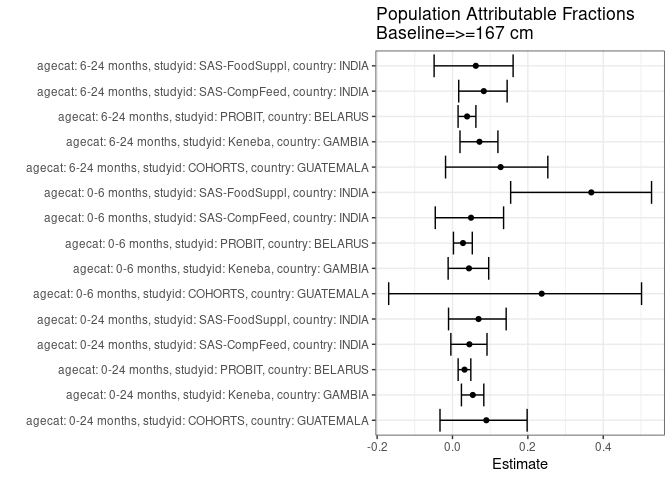 Population Attributable Fractions
Baseline=>=167 cm
agecat: 6-24 months, studyid: SAS-FoodSuppl, country: INDIA
agecat: 6-24 months, studyid: SAS-CompFeed, country: INDIA
agecat: 6-24 months, studyid: PROBIT, country: BELARUS
agecat: 6-24 months, studyid: Keneba, country: GAMBIA
agecat: 6-24 months, studyid: COHORTS, country: GUATEMALA
agecat: 0-6 months, studyid: SAS-FoodSuppl, country: INDIA
agecat: 0-6 months, studyid: SAS-CompFeed, country: INDIA
agecat: 0-6 months, studyid: PROBIT, country: BELARUS
agecat: 0-6 months, studyid: Keneba, country: GAMBIA
agecat: 0-6 months, studyid: COHORTS, country: GUATEMALA
agecat: 0-24 months, studyid: SAS-FoodSuppl, country: INDIA
agecat: 0-24 months, studyid: SAS-CompFeed, country: INDIA
agecat: 0-24 months, studyid: PROBIT, country: BELARUS
agecat: 0-24 months, studyid: Keneba, country: GAMBIA
agecat: 0-24 months, studyid: COHORTS, country: GUATEMALA
-0.2 0.0 0.2 0.4
Estimate